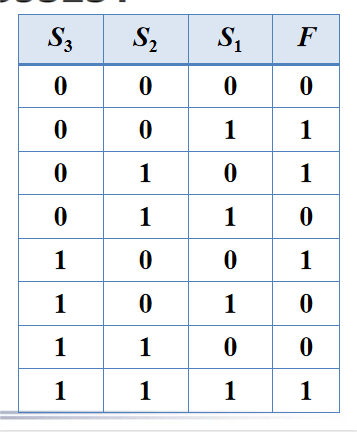 S₃ S₂ S₁ F
0 0 0 0
0 0 1 1
0 1 0 1
0 1 1 0
1 0 0 1
1 0 1 0
1 1 0 0
1 1 1 1